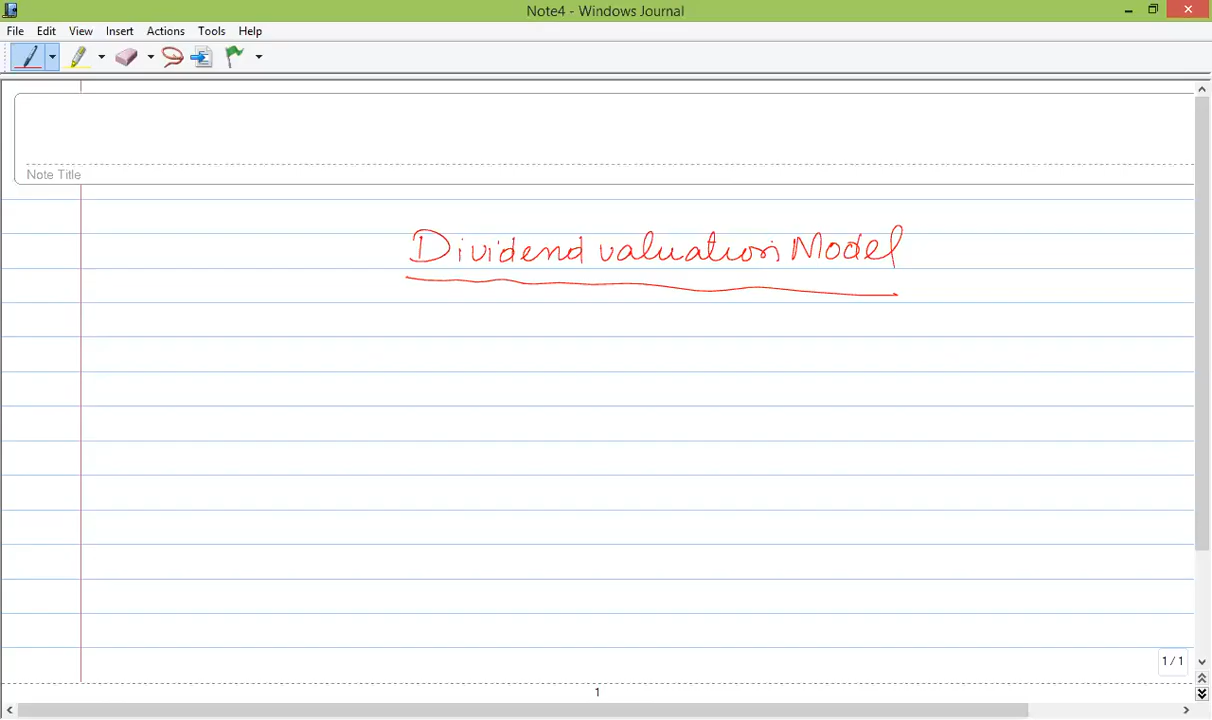 Note4 - Windows Journal
File Edit View Insert Actions Tools Help
Note Title
Dividend valuation Model
1 / 1
1